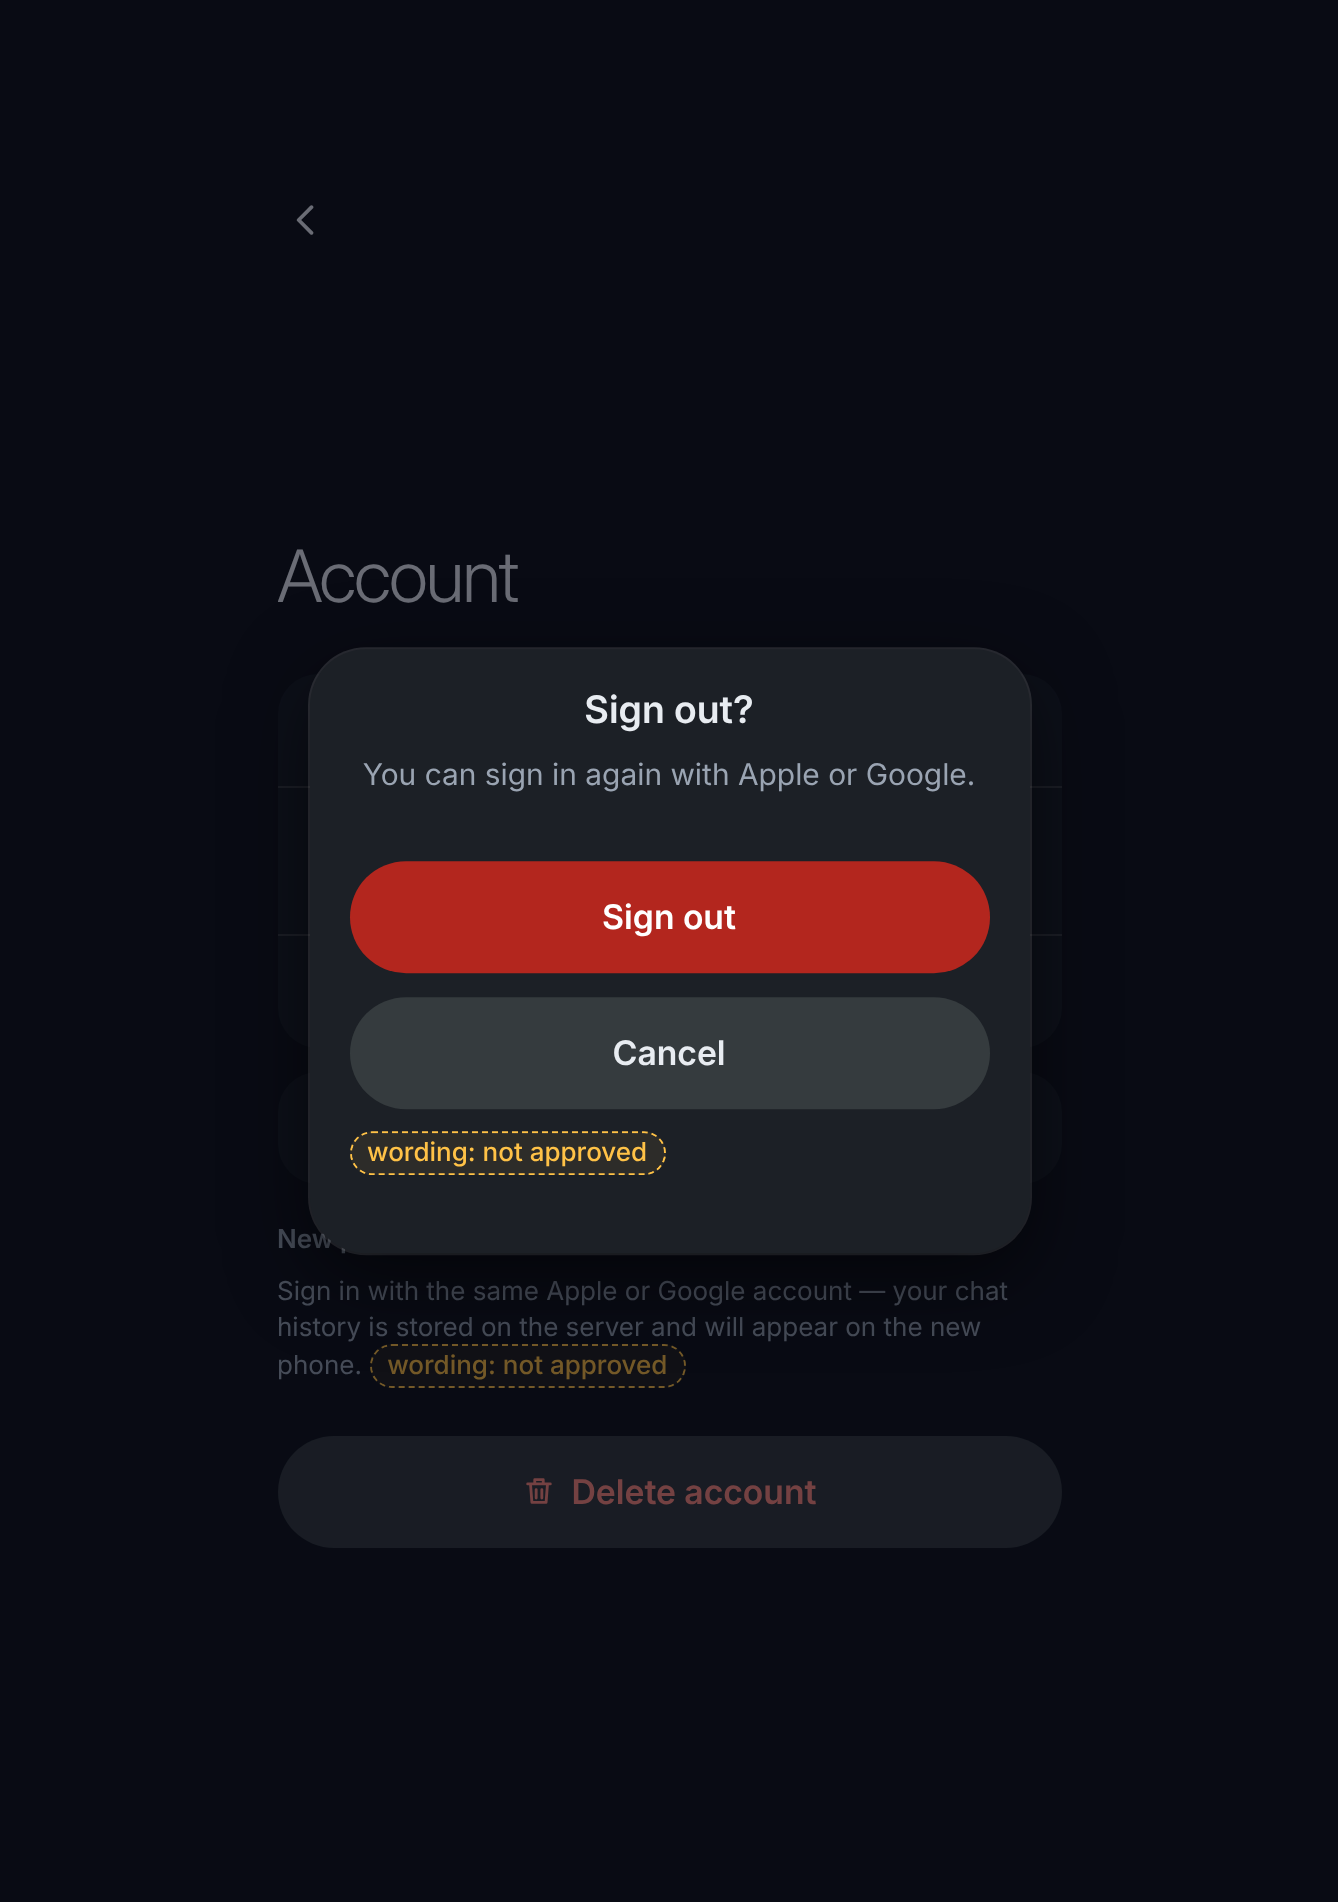 Account
Sign out?
You can sign in again with Apple or Google.
Sign out
Cancel
wording: not approved
New
Sign in with the same Apple or Google account — your chat
history is stored on the server and will appear on the new
phone. wording: not approved
Delete account